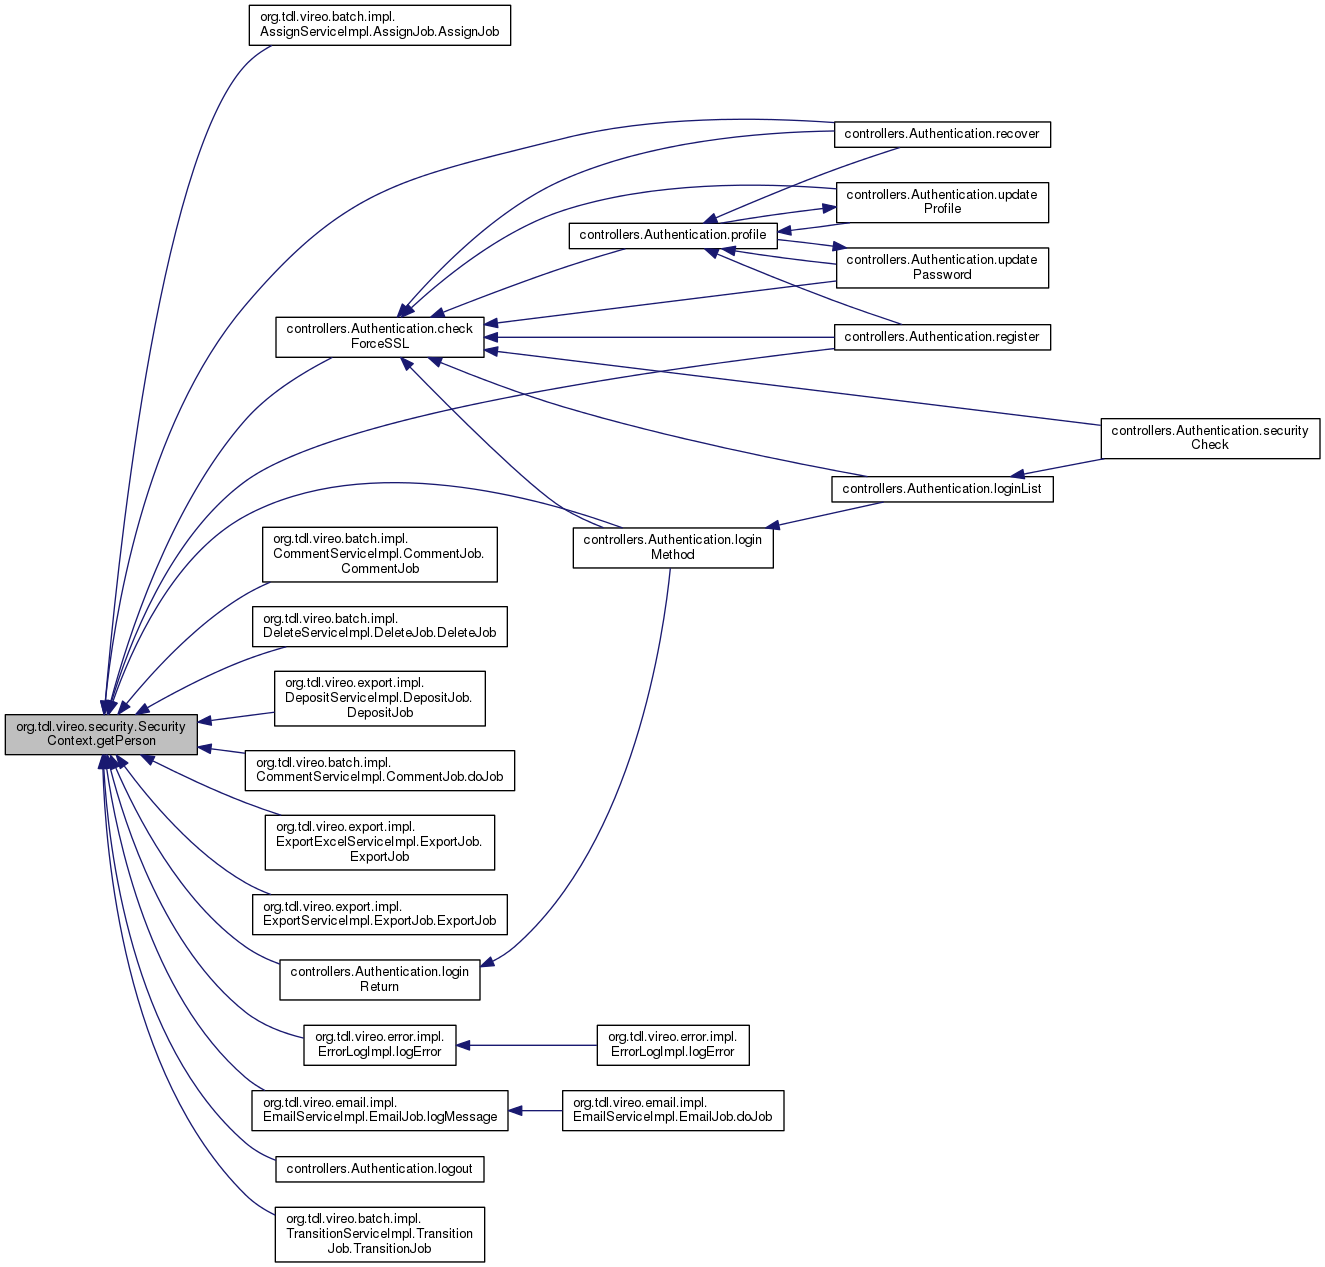 org.tdl.vireo.batch.impl.
AssignServiceImpl.AssignJob.AssignJob
controllers.Authentication.recover
controllers.Authentication.update
Profile
controllers.Authentication.profile
controllers.Authentication.update
Password
controllers.Authentication.check
ForceSSL
controllers.Authentication.register
controllers.Authentication.security
Check
controllers.Authentication.loginList
controllers.Authentication.login
Method
org.tdl.vireo.batch.impl.
CommentServiceImpl.CommentJob.
CommentJob
org.tdl.vireo.batch.impl.
DeleteServiceImpl.DeleteJob.DeleteJob
org.tdl.vireo.export.impl.
DepositServiceImpl.DepositJob.
DepositJob
org.tdl.vireo.security.Security
Context.getPerson
org.tdl.vireo.batch.impl.
CommentServiceImpl.CommentJob.doJob
org.tdl.vireo.export.impl.
ExportExcelServiceImpl.ExportJob.
ExportJob
org.tdl.vireo.export.impl.
ExportServiceImpl.ExportJob.ExportJob
controllers.Authentication.login
Return
org.tdl.vireo.error.impl.
ErrorLogImpl.logError
org.tdl.vireo.error.impl.
ErrorLogImpl.logError
org.tdl.vireo.email.impl.
EmailServiceImpl.EmailJob.logMessage
org.tdl.vireo.email.impl.
EmailServiceImpl.EmailJob.doJob
controllers.Authentication.logout
org.tdl.vireo.batch.impl.
TransitionServiceImpl.Transition
Job.TransitionJob